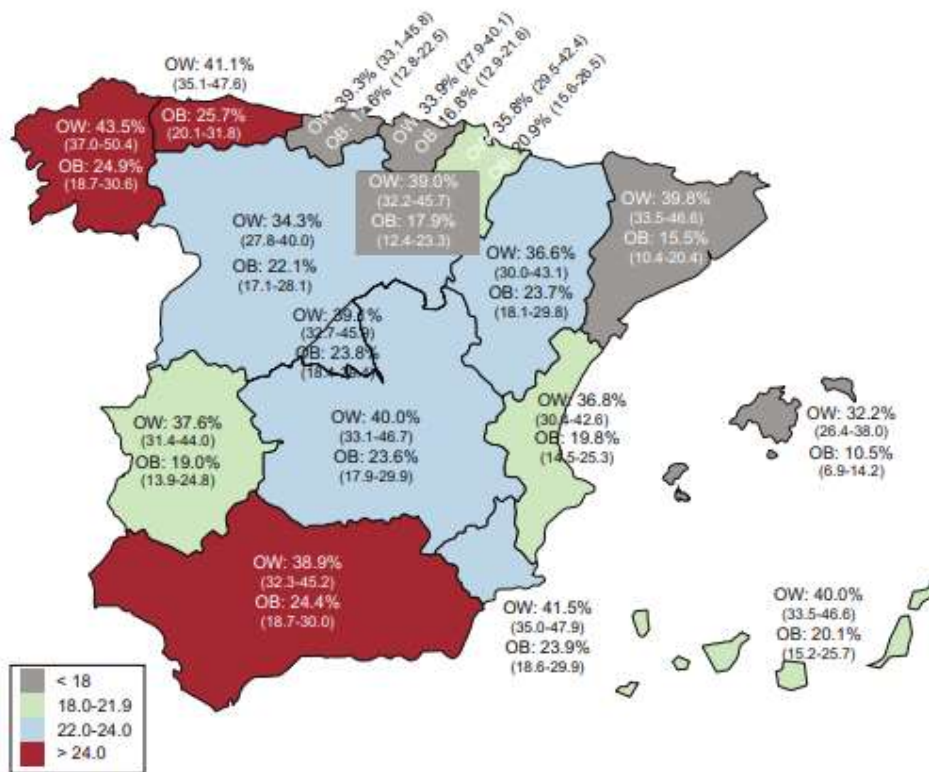 OW: 39.3% (33.1-45.8)
(12.8-22.5)
OW: 33.9% (27.9-40.1)
OB: 16.8% (12.9-21.6)
OW: 35.8% (29.5-42.4)
20.9% (15.6-26.5)
OW: 41.1%
(35.1-47.6)
OB: 25.7%
(20.1-31.8)
OW: 43.5%
(37.0-50.4)
OB: 24.9%
(18.7-30.6)
OW: 39.0%
(32.2-45.7)
OB: 17.9%
(12.4-23.3)
OW: 39.8%
(33.5-46.6)
OB: 15.5%
(10.4-20.4)
OW: 34.3%
(27.8-40.0)
OB: 22.1%
(17.1-28.1)
OW: 36.6%
(30.0-43.1)
OB: 23.7%
(18.1-29.8)
OW:
(32.7-45.9)
OB: 23.8%
OW: 37.6%
(31.4-44.0)
OB: 19.0%
(13.9-24.8)
OW: 40.0%
(33.1-46.7)
OB: 23.6%
(17.9-29.9)
OW: 36.8%
(30.4-42.6)
OB: 19.8%
(14.5-25.3)
OW: 32.2%
(26.4-38.0)
OB: 10.5%
(6.9-14.2)
OW: 38.9%
(32.3-45.2)
OB: 24.4%
(18.7-30.0)
OW: 41.5%
(35.0-47.9)
OB: 23.9%
(18.6-29.9)
OW: 40.0%
(33.5-46.6)
OB: 20.1%
(15.2-25.7)
< 18
18.0-21.9
22.0-24.0
> 24.0